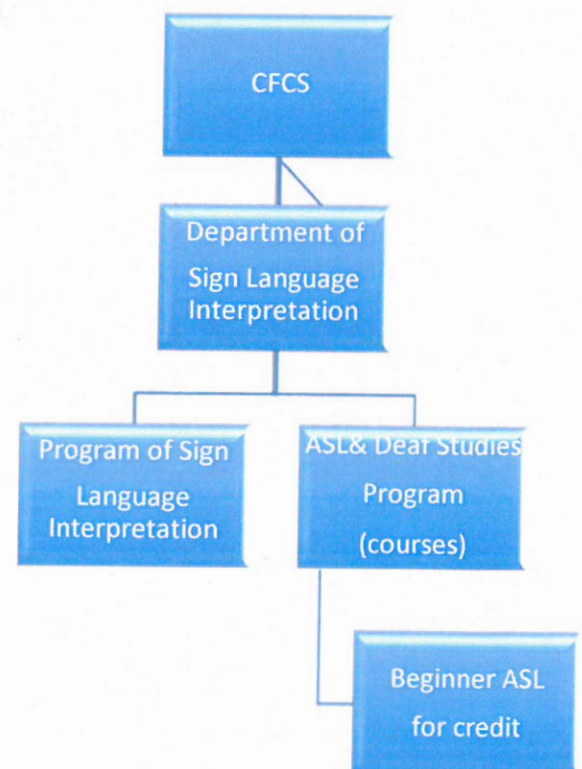 CFCS
Department of
Sign Language
Interpretation
Program of Sign
Language
Interpretation
ASL& Deaf Studies
Program
(courses)
Beginner ASL
for credit